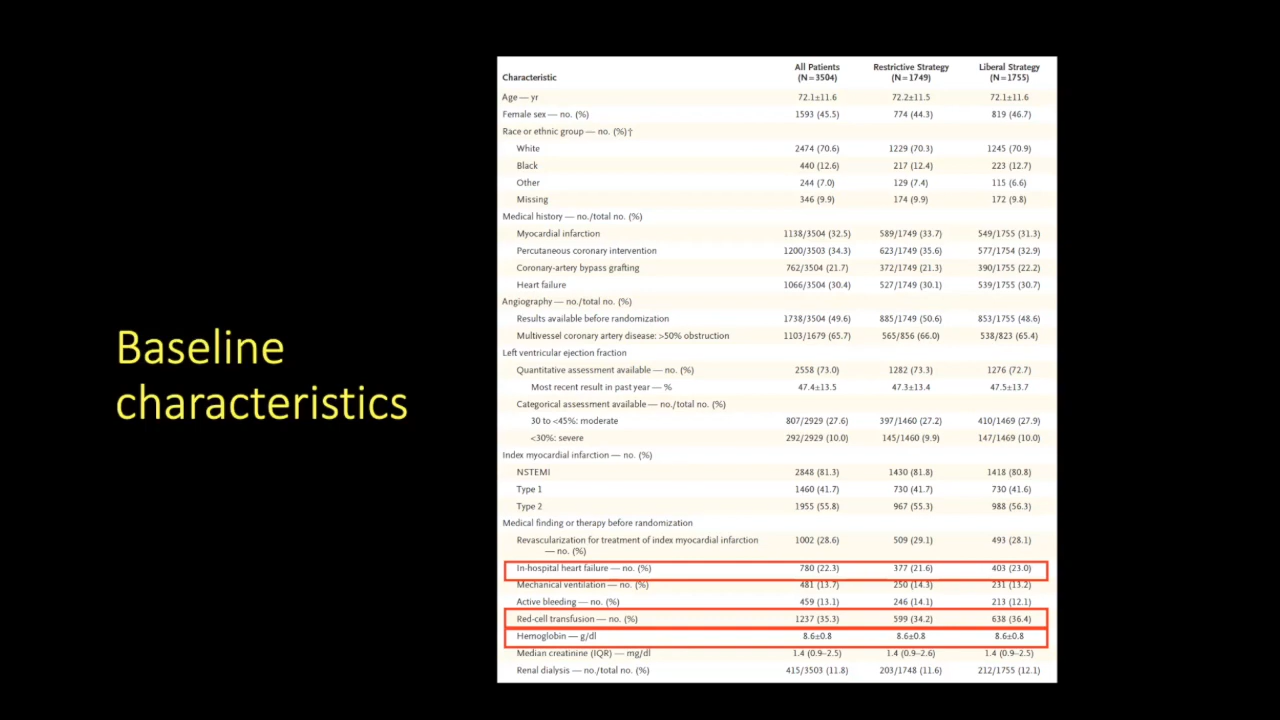 Baseline
characteristics
Characteristic All Patients (N=3504) Restrictive Strategy (N=1749) Liberal Strategy (N=1755)
Age — yr 72.1±11.6 72.2±11.5 72.1±11.6
Female sex — no. (%) 1593 (45.5) 774 (44.3) 819 (46.7)
Race or ethnic group — no. (%)†
White 2474 (70.6) 1229 (70.3) 1245 (70.9)
Black 440 (12.6) 217 (12.4) 223 (12.7)
Other 244 (7.0) 129 (7.4) 115 (6.6)
Missing 346 (9.9) 174 (9.9) 172 (9.8)
Medical history — no./total no. (%)
Myocardial infarction 1138/3504 (32.5) 589/1749 (33.7) 549/1755 (31.3)
Percutaneous coronary intervention 1200/3503 (34.3) 623/1749 (35.6) 577/1754 (32.9)
Coronary-artery bypass grafting 762/3504 (21.7) 372/1749 (21.3) 390/1755 (22.2)
Heart failure 1066/3504 (30.4) 527/1749 (30.1) 539/1755 (30.7)
Angiography — no./total no. (%)
Results available before randomization 1738/3504 (49.6) 885/1749 (50.6) 853/1755 (48.6)
Multivessel coronary artery disease: >50% obstruction 1103/1679 (65.7) 565/856 (66.0) 538/823 (65.4)
Left ventricular ejection fraction
Quantitative assessment available — no. (%) 2558 (73.0) 1282 (73.3) 1276 (72.7)
Most recent result in past year — % 47.4±13.5 47.3±13.4 47.5±13.7
Categorical assessment available — no./total no. (%)
30 to <45%: moderate 807/2929 (27.6) 397/1460 (27.2) 410/1469 (27.9)
<30%: severe 292/2929 (10.0) 145/1460 (9.9) 147/1469 (10.0)
Index myocardial infarction — no. (%)
NSTEMI 2848 (81.3) 1430 (81.8) 1418 (80.8)
Type 1 1460 (41.7) 730 (41.7) 730 (41.6)
Type 2 1955 (55.8) 967 (55.3) 988 (56.3)
Medical finding or therapy before randomization
Revascularization for treatment of index myocardial infarction 1002 (28.6) 509 (29.1) 493 (28.1)
— no. (%)
In-hospital heart failure — no. (%) 780 (22.3) 377 (21.6) 403 (23.0)
Mechanical ventilation — no. (%) 481 (13.7) 250 (14.3) 231 (13.2)
Active bleeding — no. (%) 459 (13.1) 246 (14.1) 213 (12.1)
Red-cell transfusion — no. (%) 1237 (35.3) 599 (34.2) 638 (36.4)
Hemoglobin — g/dl 8.6±0.8 8.6±0.8 8.6±0.8
Median creatinine (IQR) — mg/dl 1.4 (0.9–2.5) 1.4 (0.9–2.6) 1.4 (0.9–2.5)
Renal dialysis — no./total no. (%) 415/3503 (11.8) 203/1748 (11.6) 212/1755 (12.1)